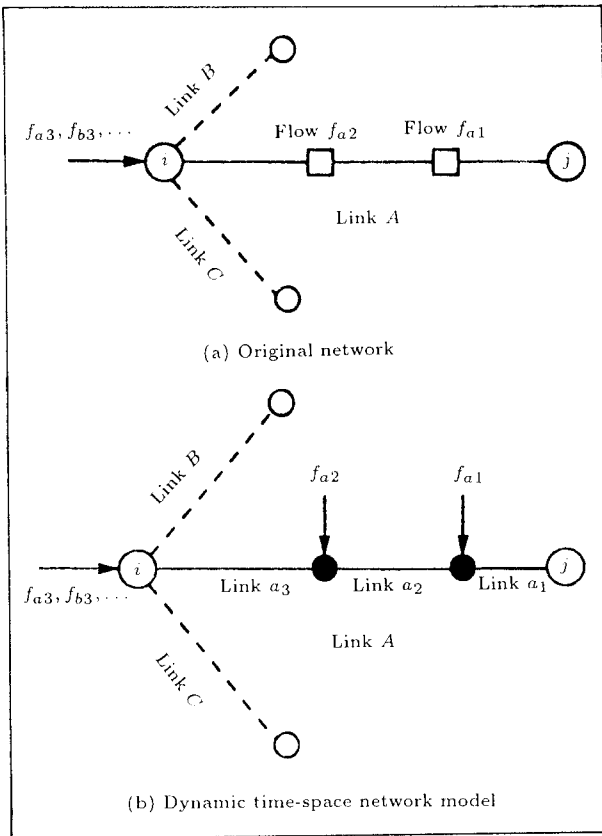 Link B
Flow f_{a2}
Flow f_{a1}
f_{a3}, f_{b3}, ...
i
j
Link A
Link C
(a) Original network
Link B
f_{a2}
f_{a1}
i
j
f_{a3}, f_{b3}, ...
Link a_3
Link a_2
Link a_1
Link A
Link C
(b) Dynamic time-space network model